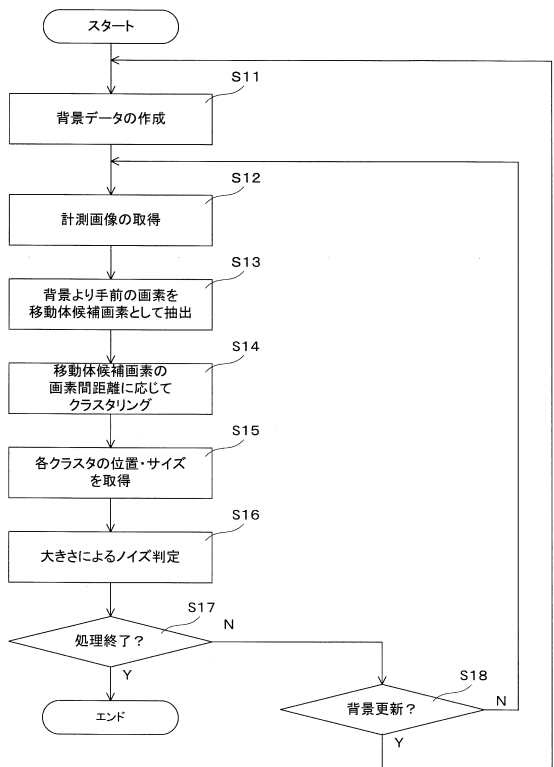 スタート
S11
背景データの作成
S12
計測画像の取得
S13
背景より手前の画素を
移動体候補画素として抽出
S14
移動体候補画素の
画素間距離に応じて
クラスタリング
S15
各クラスタの位置・サイズ
を取得
S16
大きさによるノイズ判定
S17
処理終了?
N
Y
エンド
S18
背景更新?
N
Y